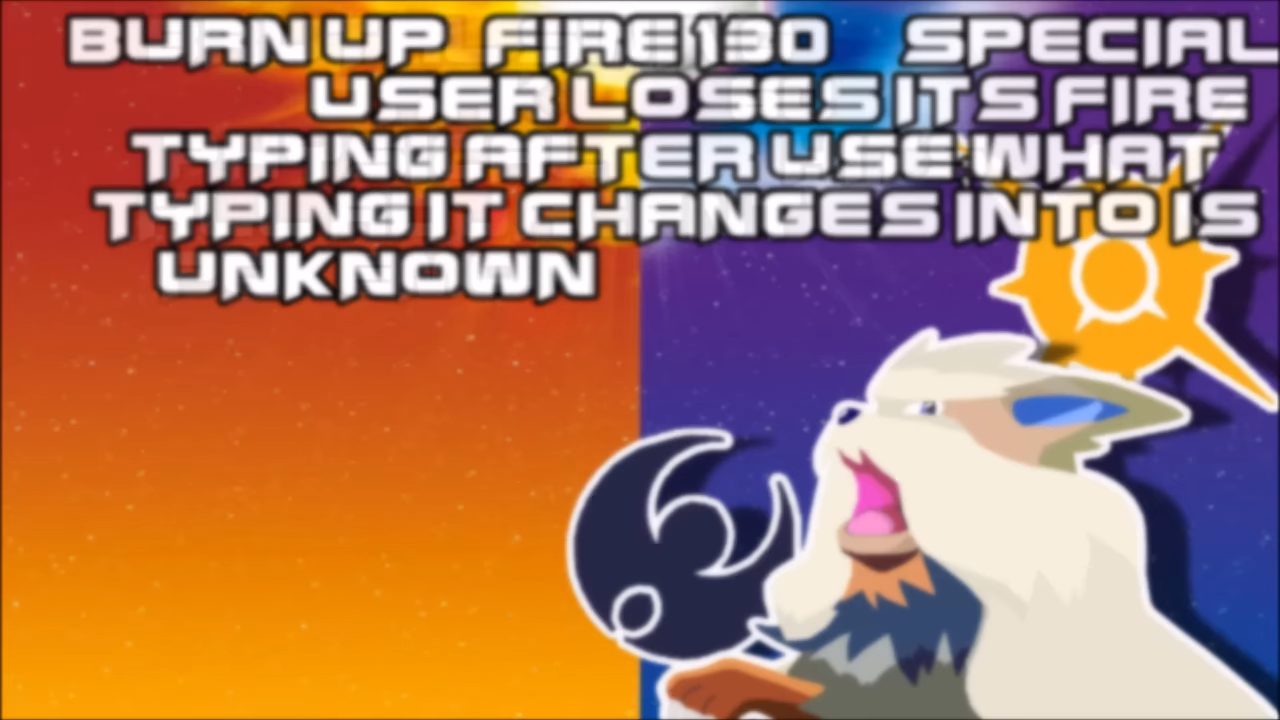 BURN UP FIRE 130 SPECIAL
USER LOSES ITS FIRE
TYPING AFTER USE WHAT
TYPING IT CHANGES INTO IS
UNKNOWN